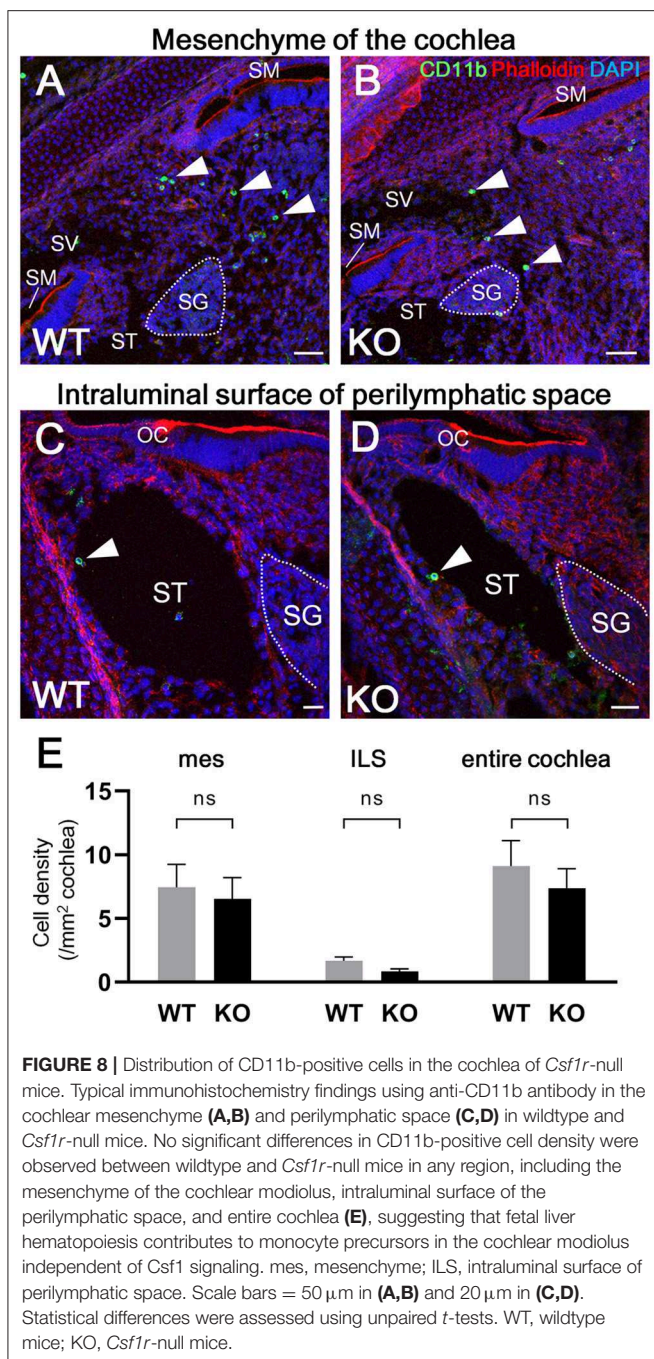 Mesenchyme of the cochlea
A
SM
SV
SM
SG
ST
WT
B
CD11b Phalloidin DAPI
SM
SV
SM
SG
ST
KO
Intraluminal surface of perilymphatic space
C
OC
ST
SG
WT
D
OC
ST
SG
KO
E
mes ILS entire cochlea
ns ns ns
Cell density
(/mm² cochlea)
15
10
5
0
WT KO WT KO WT KO
FIGURE 8 | Distribution of CD11b-positive cells in the cochlea of Csf1r-null
mice. Typical immunohistochemistry findings using anti-CD11b antibody in the
cochlear mesenchyme (A,B) and perilymphatic space (C,D) in wildtype and
Csf1r-null mice. No significant differences in CD11b-positive cell density were
observed between wildtype and Csf1r-null mice in any region, including the
mesenchyme of the cochlear modiolus, intraluminal surface of the
perilymphatic space, and entire cochlea (E), suggesting that fetal liver
hematopoiesis contributes to monocyte precursors in the cochlear modiolus
independent of Csf1 signaling. mes, mesenchyme; ILS, intraluminal surface of
perilymphatic space. Scale bars = 50 μm in (A,B) and 20 μm in (C,D).
Statistical differences were assessed using unpaired t-tests. WT, wildtype
mice; KO, Csf1r-null mice.